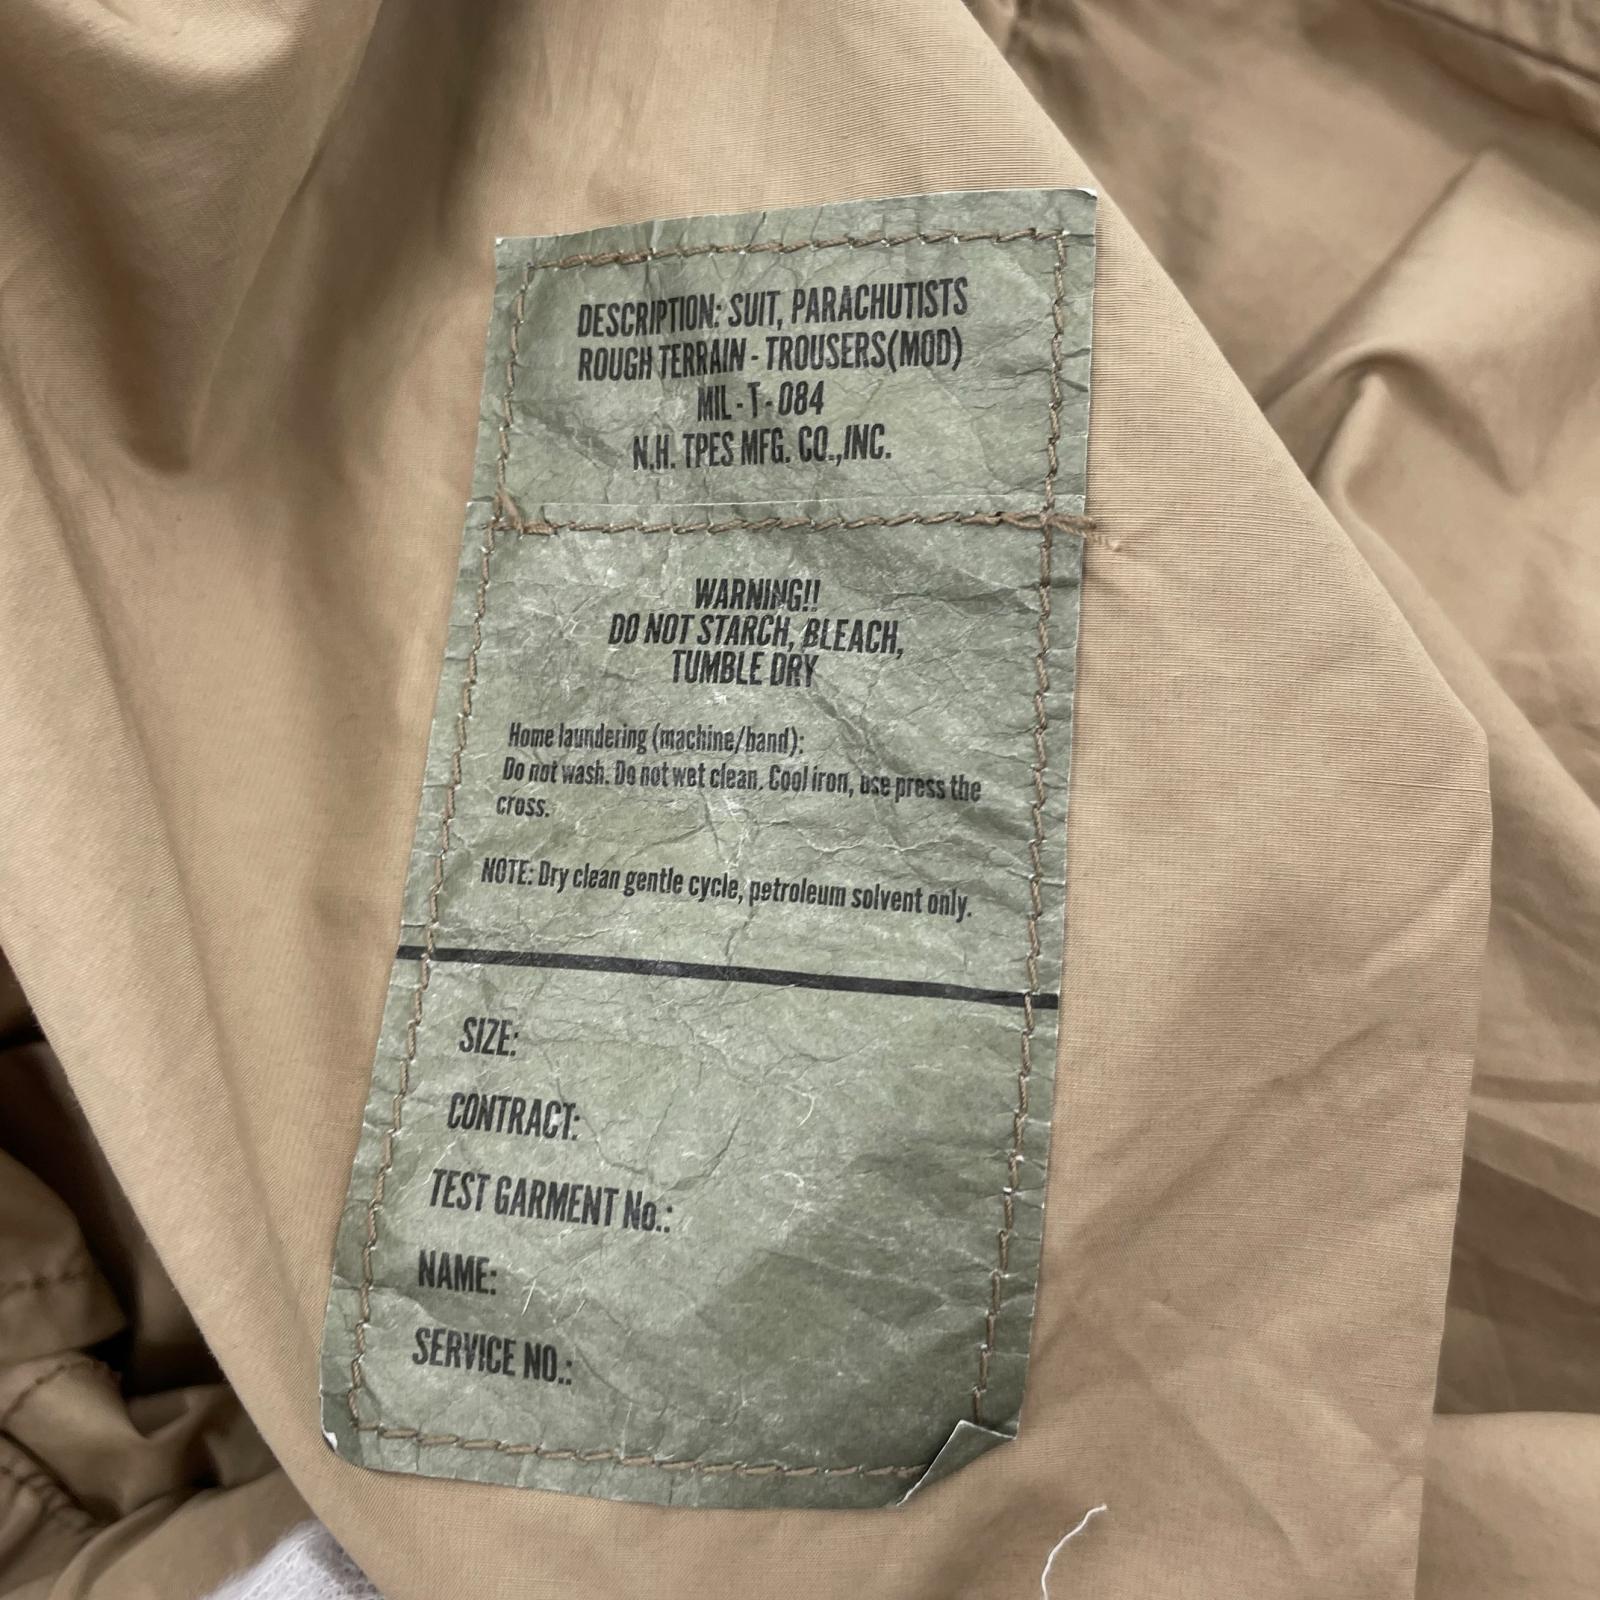 DESCRIPTION: SUIT, PARACHUTISTS
ROUGH TERRAIN - TROUSERS(MOD)
MIL - T - 084
N.H. TPES MFG. CO.,INC.
WARNING!!
DO NOT STARCH, BLEACH,
TUMBLE DRY
Home laundering (machine/hand):
Do not wash. Do not wet clean. Cool iron, use press the
cross.
NOTE: Dry clean gentle cycle, petroleum solvent only.
SIZE:
CONTRACT:
TEST GARMENT No.:
NAME:
SERVICE NO.: